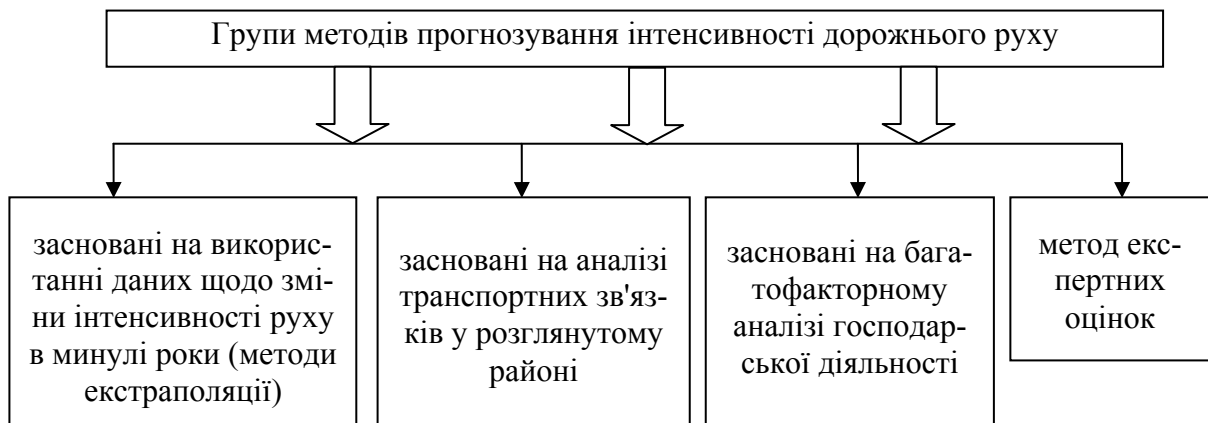 Групи методів прогнозування інтенсивності дорожнього руху
засновані на викорис-
танні даних щодо змі-
ни інтенсивності руху
в минулі роки (методи
екстраполяції)
засновані на аналізі
транспортних зв'яз-
ків у розглянутому
районі
засновані на бага-
тофакторному
аналізі господар-
ської діяльності
метод екс-
пертних
оцінок